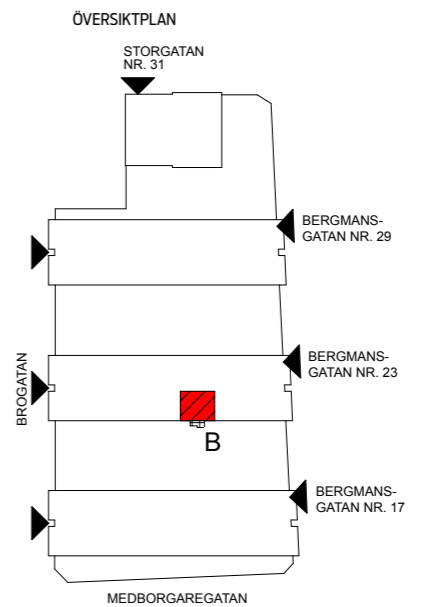 ÖVERSIKTPLAN
STORGATAN
NR. 31
BERGMANS-
GATAN NR. 29
BERGMANS-
GATAN NR. 23
BROGATAN
B
BERGMANS-
GATAN NR. 17
MEDBORGAREGATAN